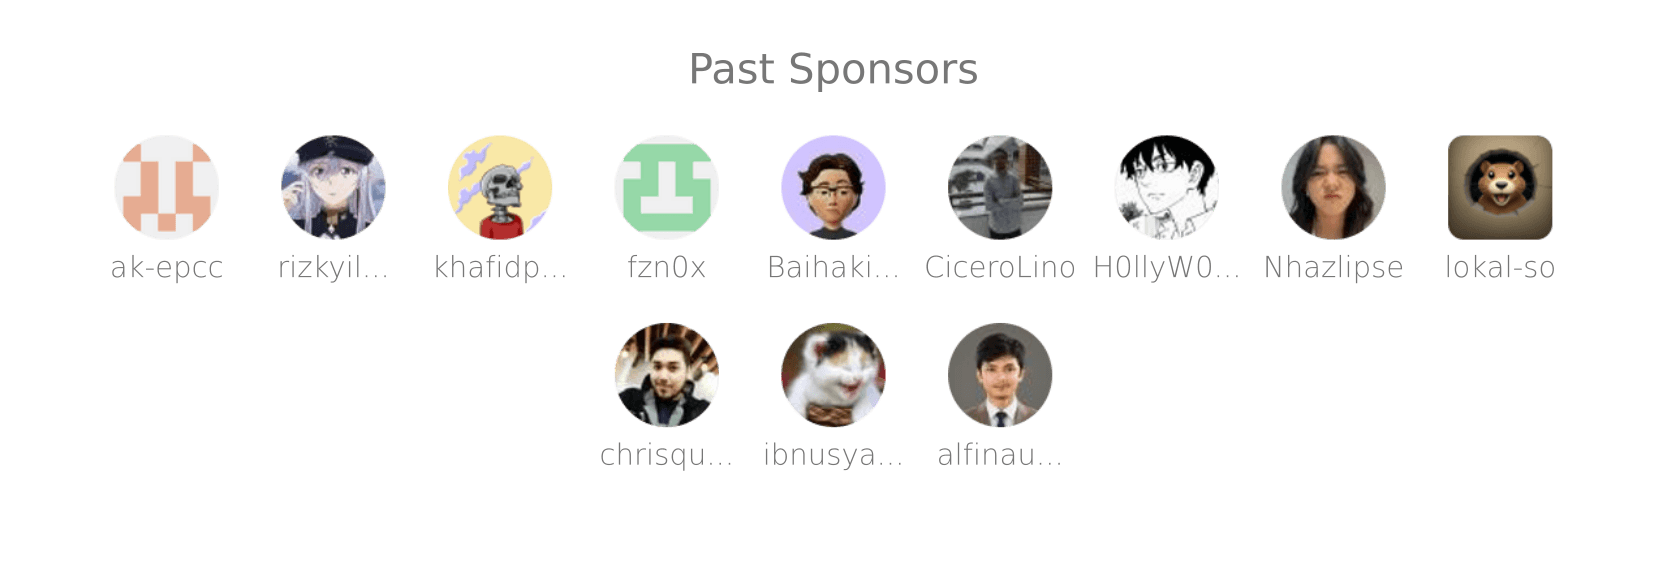 Past Sponsors
ak-epcc rizkyil... khafidp... fzn0x Baihaki... CiceroLino H0llyW0... Nhazlipse lokal-so
chrisqu... ibnusya... alfinau...